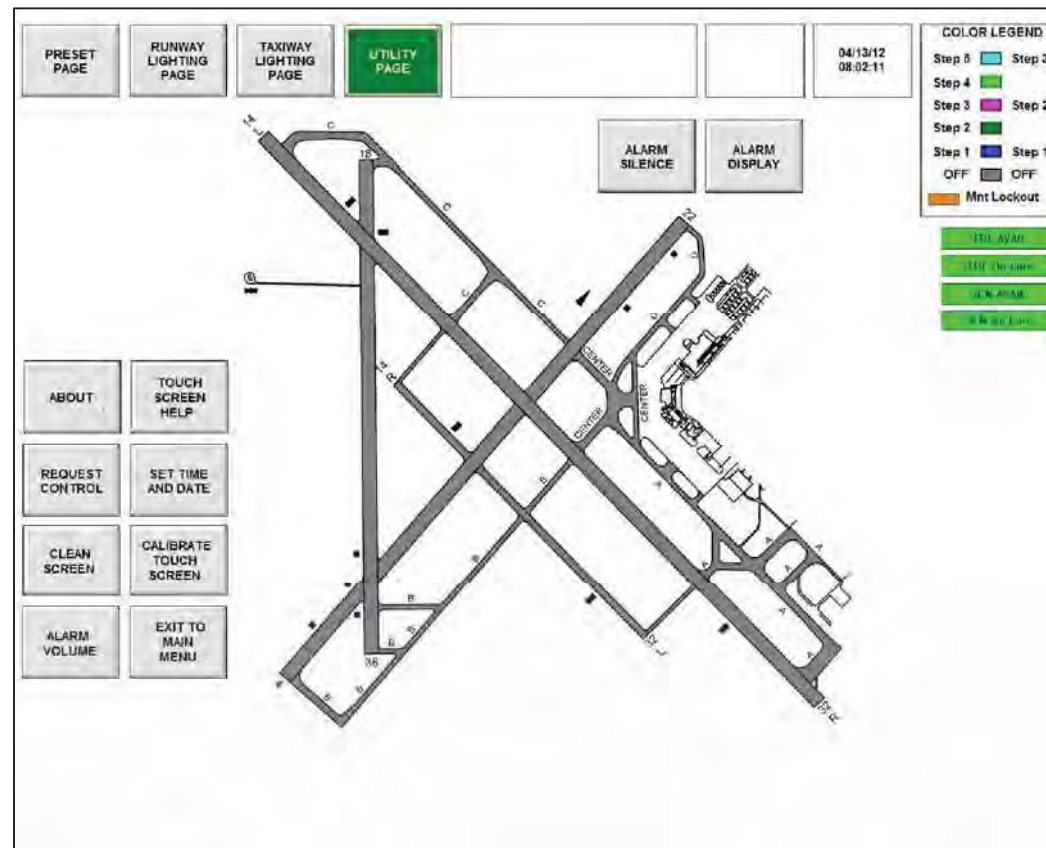 PRESET
PAGE
RUNWAY
LIGHTING
PAGE
TAXIWAY
LIGHTING
PAGE
UTILITY
PAGE
04/13/12
08:02:11
COLOR LEGEND
Step 5 Step 3
Step 4
Step 3 Step 2
Step 2
Step 1 Step 1
OFF OFF
Mnt Lockout
ALARM
SILENCE
ALARM
DISPLAY
14
L
C
18
C
22
C
C
CENTER
CENTER
CENTER
14
R
ABOUT
TOUCH
SCREEN
HELP
REQUEST
CONTROL
SET TIME
AND DATE
CLEAN
SCREEN
CALIBRATE
TOUCH
SCREEN
ALARM
VOLUME
EXIT TO
MAIN
MENU
A
A
A
A
A
A
A
B
B
B
B
B
36
4
32
L
32
R